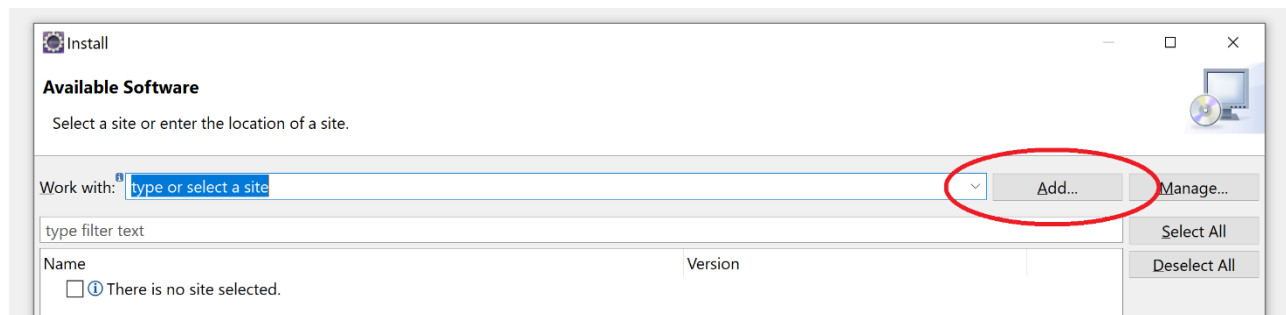 Install
Available Software
Select a site or enter the location of a site.
Work with: type or select a site Add... Manage...
type filter text Select All
Name Version Deselect All
There is no site selected.